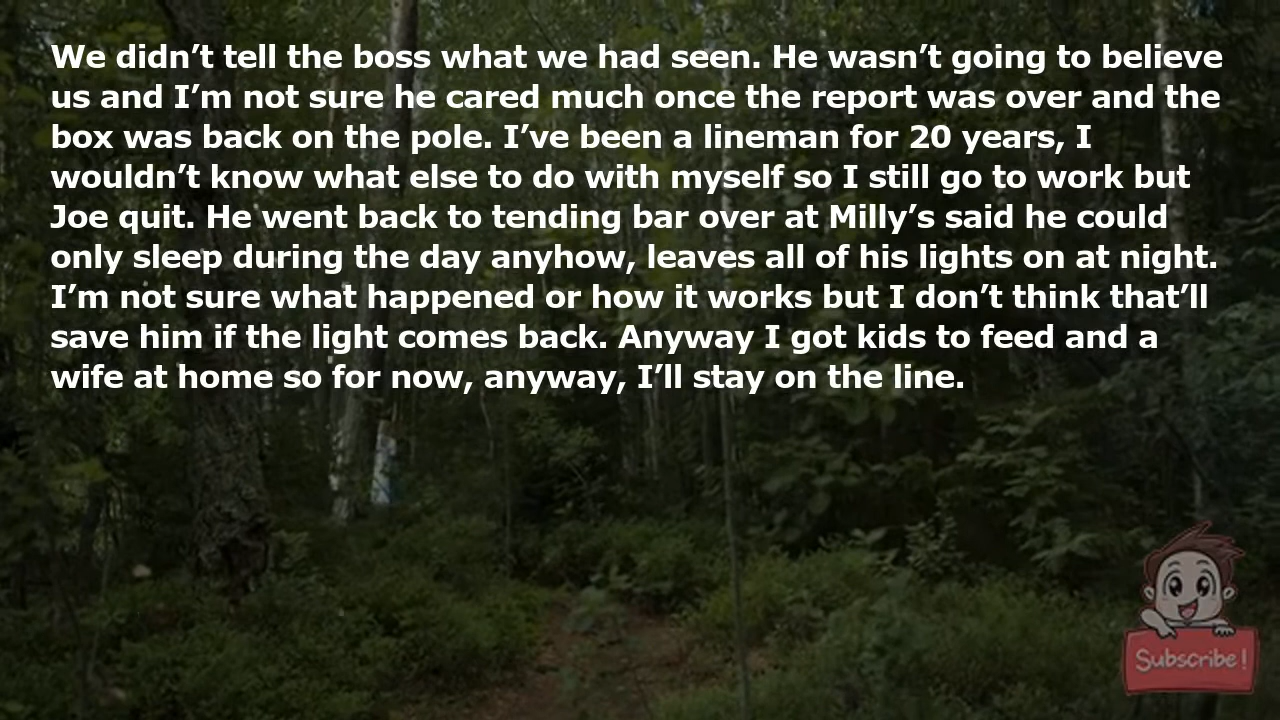 We didn’t tell the boss what we had seen. He wasn’t going to believe
us and I’m not sure he cared much once the report was over and the
box was back on the pole. I’ve been a lineman for 20 years, I
wouldn’t know what else to do with myself so I still go to work but
Joe quit. He went back to tending bar over at Milly’s said he could
only sleep during the day anyhow, leaves all of his lights on at night.
I’m not sure what happened or how it works but I don’t think that’ll
save him if the light comes back. Anyway I got kids to feed and a
wife at home so for now, anyway, I’ll stay on the line.
Subscribe!